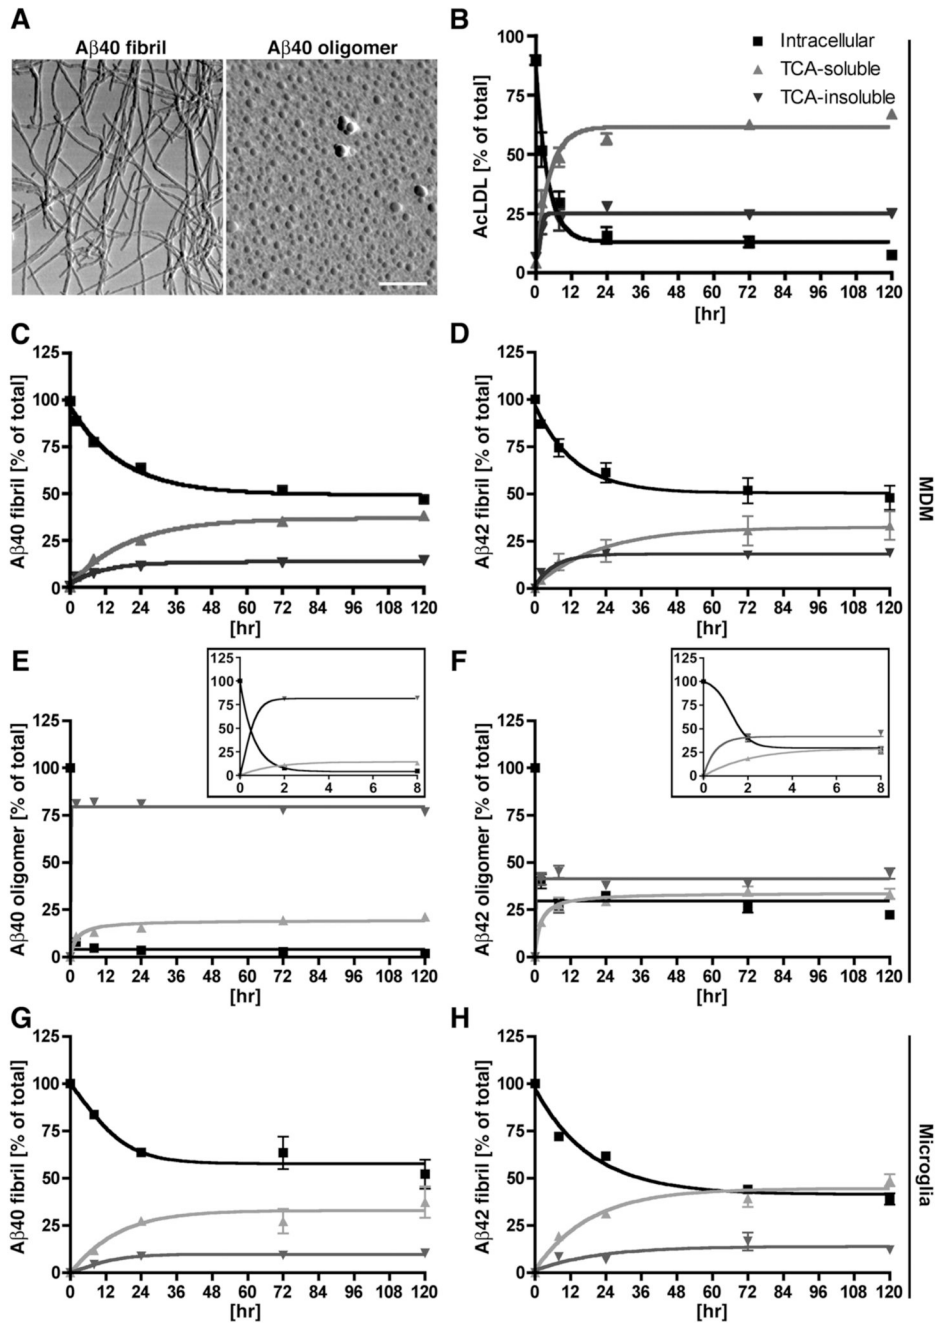 A
Aβ40 fibril
Aβ40 oligomer
B
Intracellular
TCA-soluble
TCA-insoluble
AcLDL [% of total]
100
75
50
25
0
0 12 24 36 48 60 72 84 96 108 120
[hr]
C
Aβ40 fibril [% of total]
125
100
75
50
25
0
0 12 24 36 48 60 72 84 96 108 120
[hr]
D
Aβ42 fibril [% of total]
125
100
75
50
25
0
0 12 24 36 48 60 72 84 96 108 120
[hr]
MDM
E
Aβ40 oligomer [% of total]
125
100
75
50
25
0
0 12 24 36 48 60 72 84 96 108 120
[hr]
125
100
75
50
25
0
0 2 4 6 8
F
Aβ42 oligomer [% of total]
125
100
75
50
25
0
0 12 24 36 48 60 72 84 96 108 120
[hr]
125
100
75
50
25
0
0 2 4 6 8
G
Aβ40 fibril [% of total]
125
100
75
50
25
0
0 12 24 36 48 60 72 84 96 108 120
[hr]
H
Aβ42 fibril [% of total]
125
100
75
50
25
0
0 12 24 36 48 60 72 84 96 108 120
[hr]
Microglia